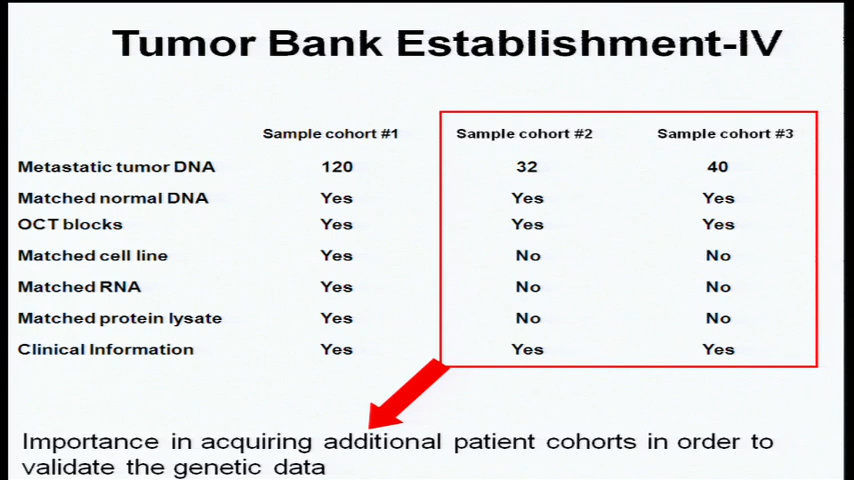 Tumor Bank Establishment-IV
Sample cohort #1 Sample cohort #2 Sample cohort #3
Metastatic tumor DNA 120 32 40
Matched normal DNA Yes Yes Yes
OCT blocks Yes Yes Yes
Matched cell line Yes No No
Matched RNA Yes No No
Matched protein lysate Yes No No
Clinical Information Yes Yes Yes
Importance in acquiring additional patient cohorts in order to
validate the genetic data